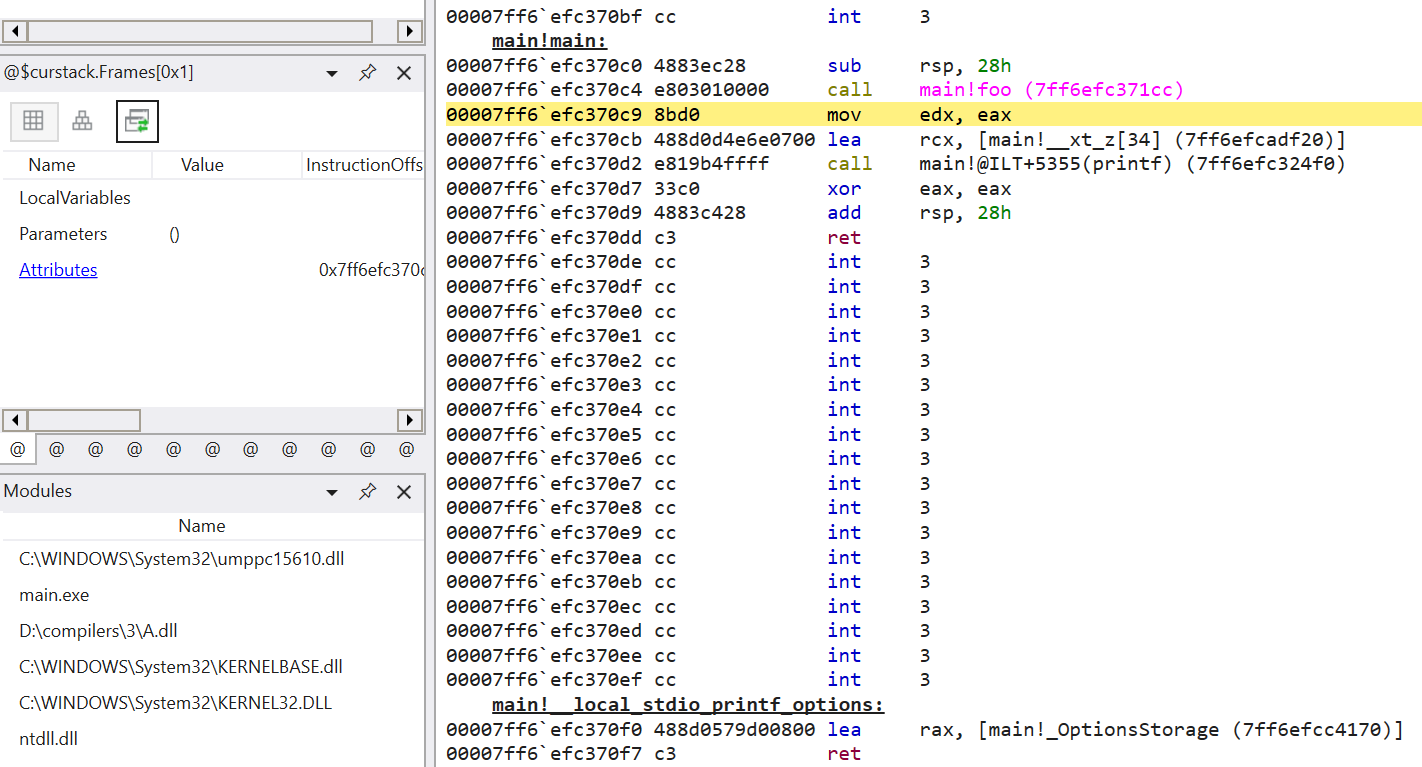 @$curstack.Frames[0x1]
Name Value InstructionOffs
LocalVariables
Parameters ()
Attributes 0x7ff6efc370c
@ @ @ @ @ @ @ @ @ @ @
Modules
Name
C:\WINDOWS\System32\umppc15610.dll
main.exe
D:\compilers\3\A.dll
C:\WINDOWS\System32\KERNELBASE.dll
C:\WINDOWS\System32\KERNEL32.DLL
ntdll.dll
00007ff6`efc370bf cc int 3
main!main:
00007ff6`efc370c0 4883ec28 sub rsp, 28h
00007ff6`efc370c4 e803010000 call main!foo (7ff6efc371cc)
00007ff6`efc370c9 8bd0 mov edx, eax
00007ff6`efc370cb 488d0d4e6e0700 lea rcx, [main!__xt_z[34] (7ff6efcadf20)]
00007ff6`efc370d2 e819b4ffff call main!@ILT+5355(printf) (7ff6efc324f0)
00007ff6`efc370d7 33c0 xor eax, eax
00007ff6`efc370d9 4883c428 add rsp, 28h
00007ff6`efc370dd c3 ret
00007ff6`efc370de cc int 3
00007ff6`efc370df cc int 3
00007ff6`efc370e0 cc int 3
00007ff6`efc370e1 cc int 3
00007ff6`efc370e2 cc int 3
00007ff6`efc370e3 cc int 3
00007ff6`efc370e4 cc int 3
00007ff6`efc370e5 cc int 3
00007ff6`efc370e6 cc int 3
00007ff6`efc370e7 cc int 3
00007ff6`efc370e8 cc int 3
00007ff6`efc370e9 cc int 3
00007ff6`efc370ea cc int 3
00007ff6`efc370eb cc int 3
00007ff6`efc370ec cc int 3
00007ff6`efc370ed cc int 3
00007ff6`efc370ee cc int 3
00007ff6`efc370ef cc int 3
main!__local_stdio_printf_options:
00007ff6`efc370f0 488d0579d00800 lea rax, [main!_OptionsStorage (7ff6efcc4170)]
00007ff6`efc370f7 c3 ret